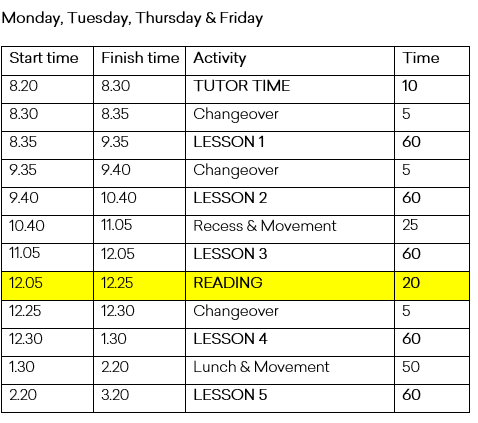 Monday, Tuesday, Thursday & Friday
Start time Finish time Activity Time
8.20 8.30 TUTOR TIME 10
8.30 8.35 Changeover 5
8.35 9.35 LESSON 1 60
9.35 9.40 Changeover 5
9.40 10.40 LESSON 2 60
10.40 11.05 Recess & Movement 25
11.05 12.05 LESSON 3 60
12.05 12.25 READING 20
12.25 12.30 Changeover 5
12.30 1.30 LESSON 4 60
1.30 2.20 Lunch & Movement 50
2.20 3.20 LESSON 5 60